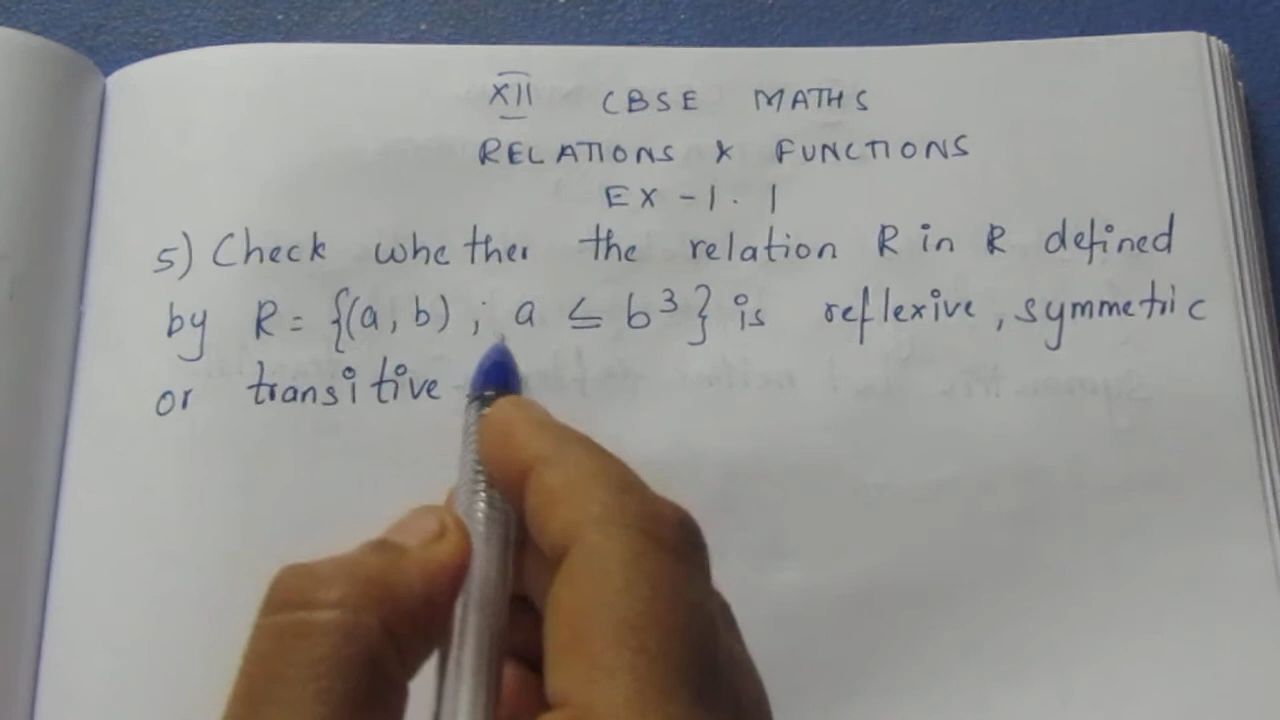 XII CBSE MATHS
RELATIONS & FUNCTIONS
EX - 1.1
5) Check whether the relation R in R defined
by R = {(a, b) ; a ≤ b³} is reflexive, symmetric
or transitive